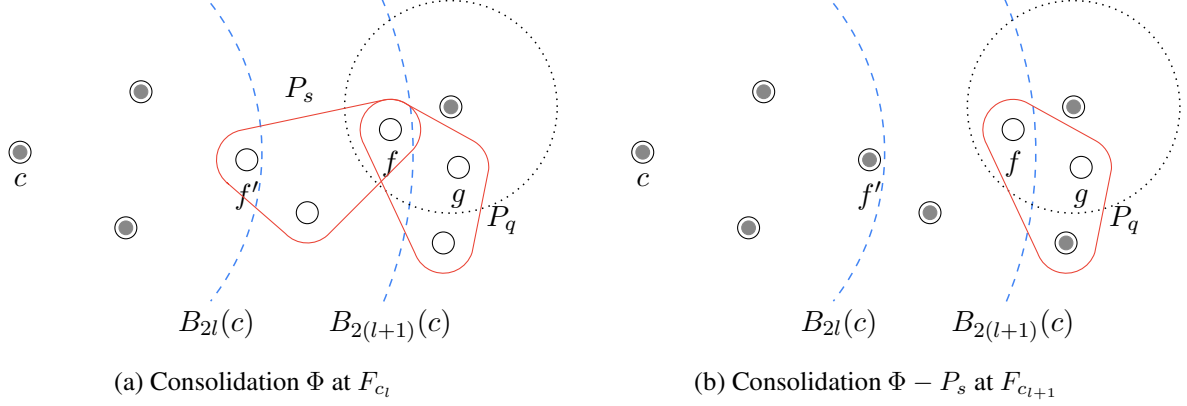 P_s
c
f'
f
g
P_q
B_{2l}(c)
B_{2(l+1)}(c)
(a) Consolidation Φ at F_{c_l}
c
f'
f
g
P_q
B_{2l}(c)
B_{2(l+1)}(c)
(b) Consolidation Φ − P_s at F_{c_{l+1}}